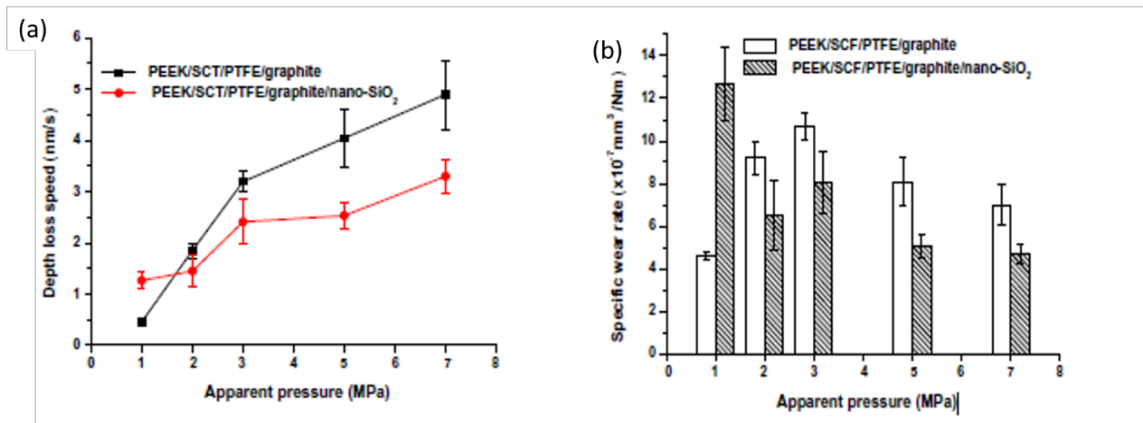 (a)
6
5
4
3
2
1
0
Depth loss speed (nm/s)
PEEK/SCT/PTFE/graphite
PEEK/SCT/PTFE/graphite/nano-SiO₂
0 1 2 3 4 5 6 7 8
Apparent pressure (MPa)
(b)
14
12
10
8
6
4
2
0
Specific wear rate (x10⁻⁷mm³/Nm)
PEEK/SCF/PTFE/graphite
PEEK/SCF/PTFE/graphite/nano-SiO₂
0 1 2 3 4 5 6 7 8
Apparent pressure (MPa)